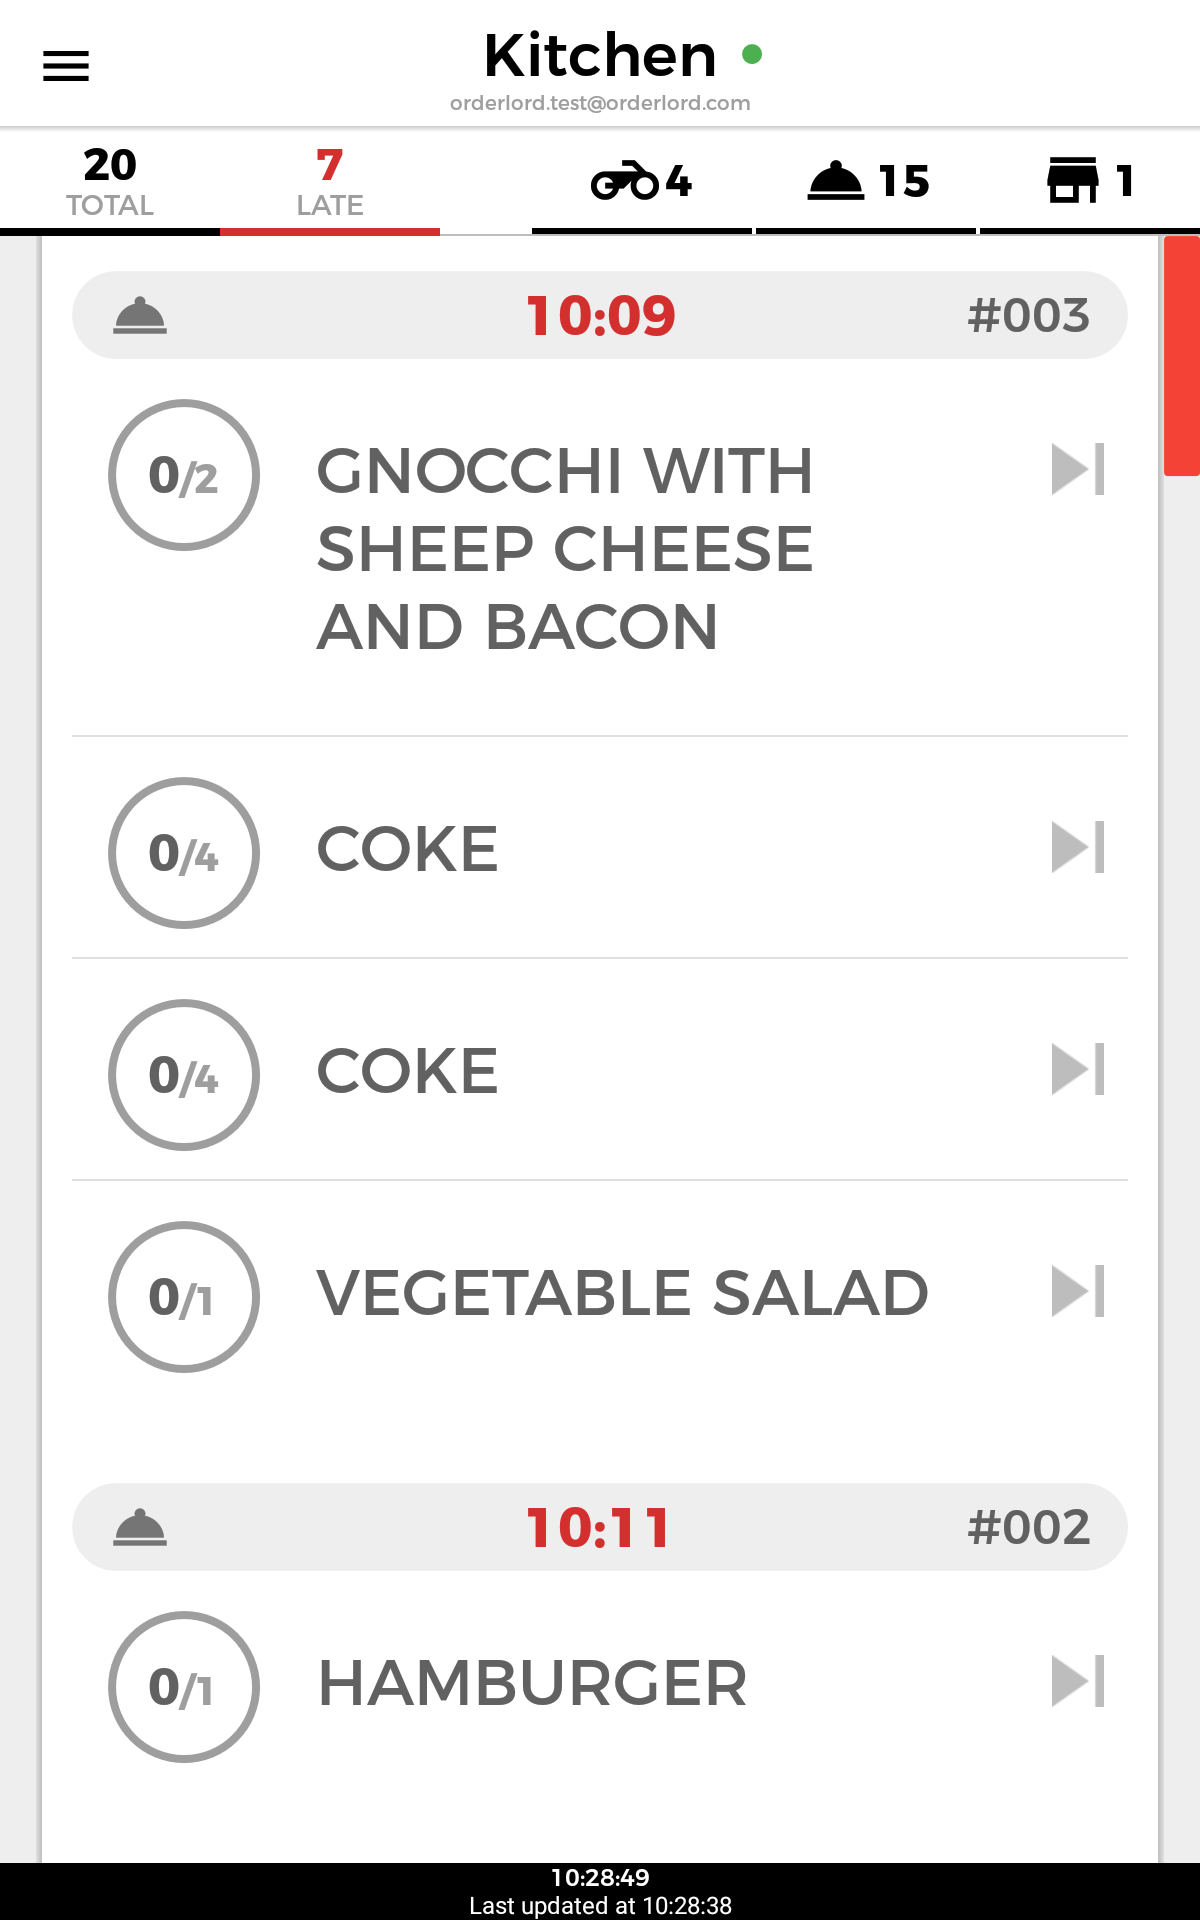 Kitchen
orderlord.test@orderlord.com
20 7 4 15 1
TOTAL LATE
10:09 #003
0/2 GNOCCHI WITH
SHEEP CHEESE
AND BACON
0/4 COKE
0/4 COKE
0/1 VEGETABLE SALAD
10:11 #002
0/1 HAMBURGER
10:28:49
Last updated at 10:28:38